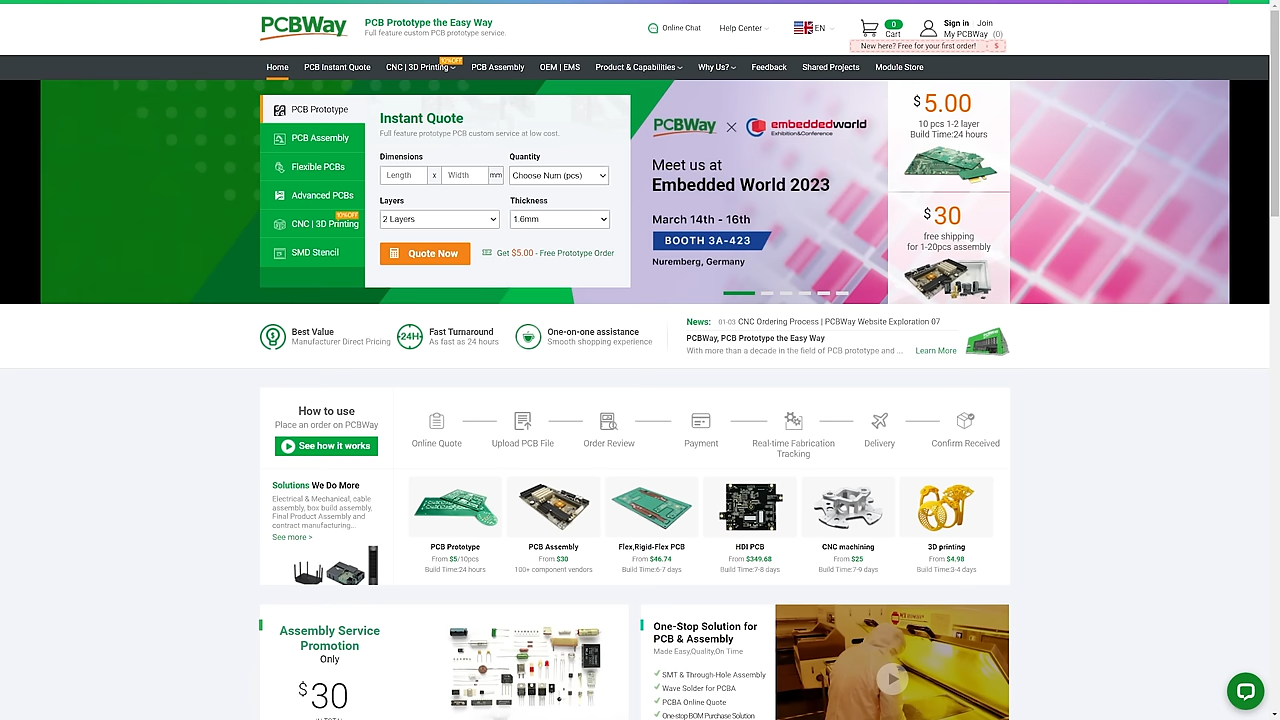 PCBWay
PCB Prototype the Easy Way
Full feature custom PCB prototype service.
Online Chat
Help Center
EN
0
Cart
Sign in Join
My PCBWay (0)
New here? Free for your first order! $
Home
PCB Instant Quote
CNC | 3D Printing
10%OFF
PCB Assembly
OEM | EMS
Product & Capabilities
Why Us?
Feedback
Shared Projects
Module Store
PCB Prototype
PCB Assembly
Flexible PCBs
Advanced PCBs
10%OFF
CNC | 3D Printing
SMD Stencil
Instant Quote
Full feature prototype PCB custom service at low cost.
Dimensions
Length x Width mm
Quantity
Choose Num (pcs)
Layers
2 Layers
Thickness
1.6mm
Quote Now
Get $5.00 - Free Prototype Order
PCBWay
embeddedworld
Exhibition&Conference
Meet us at
Embedded World 2023
March 14th - 16th
BOOTH 3A-423
Nuremberg, Germany
$5.00
10 pcs 1-2 layer
Build Time:24 hours
$30
free shipping
for 1-20pcs assembly
Best Value
Manufacturer Direct Pricing
24H
Fast Turnaround
As fast as 24 hours
One-on-one assistance
Smooth shopping experience
News: 01-03 CNC Ordering Process | PCBWay Website Exploration 07
PCBWay, PCB Prototype the Easy Way
With more than a decade in the field of PCB prototype and ... Learn More
How to use
Place an order on PCBWay
See how it works
Online Quote
Upload PCB File
Order Review
Payment
Real-time Fabrication
Tracking
Delivery
Confirm Received
Solutions We Do More
Electrical & Mechanical, cable
assembly, box build assembly,
Final Product Assembly and
contract manufacturing...
See more >
PCB Prototype
From $5/10pcs
Build Time:24 hours
PCB Assembly
From $30
100+ component vendors
Flex,Rigid-Flex PCB
From $46.74
Build Time:6-7 days
HDI PCB
From $349.68
Build Time:7-8 days
CNC machining
From $25
Build Time:7-9 days
3D printing
From $4.98
Build Time:3-4 days
Assembly Service
Promotion
Only
$30
IN TOTAL
One-Stop Solution for
PCB & Assembly
Made Easy,Quality,On Time
SMT & Through-Hole Assembly
Wave Solder for PCBA
PCBA Online Quote
One-stop BOM Purchase Solution